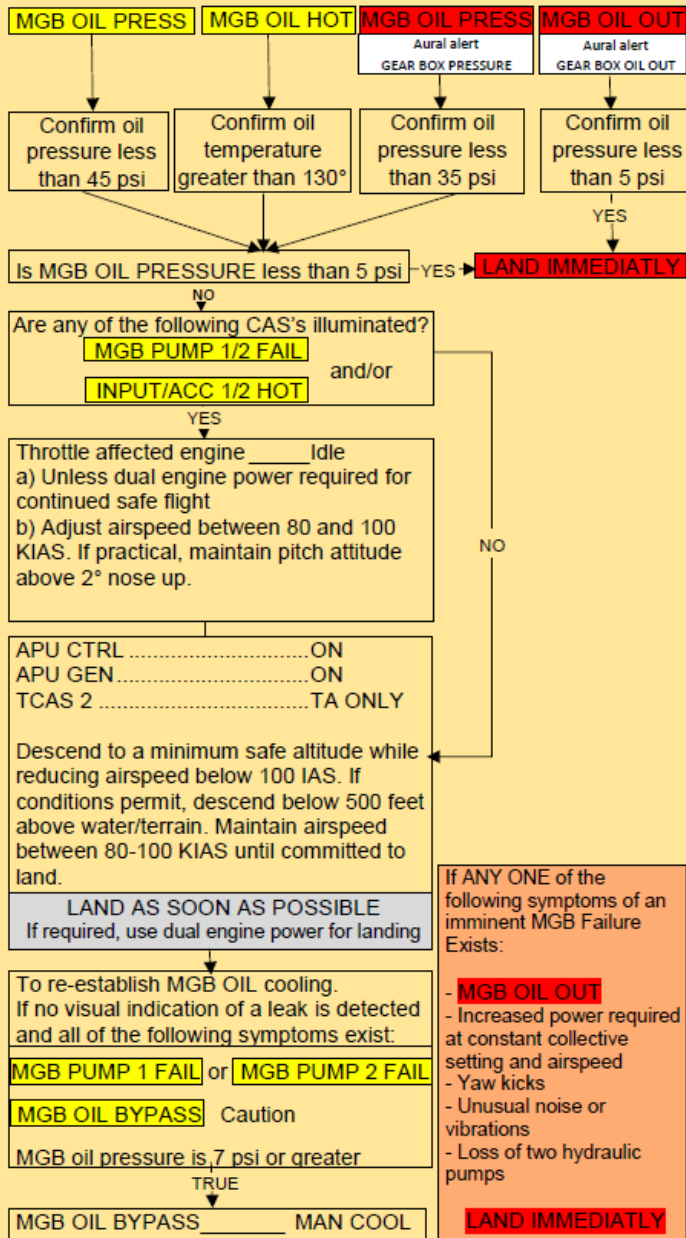 MGB OIL PRESS
MGB OIL HOT
MGB OIL PRESS
Aural alert
GEAR BOX PRESSURE
MGB OIL OUT
Aural alert
GEAR BOX OIL OUT
Confirm oil
pressure less
than 45 psi
Confirm oil
temperature
greater than 130°
Confirm oil
pressure less
than 35 psi
Confirm oil
pressure less
than 5 psi
YES
Is MGB OIL PRESSURE less than 5 psi
YES
LAND IMMEDIATLY
NO
Are any of the following CAS's illuminated?
MGB PUMP 1/2 FAIL
and/or
INPUT/ACC 1/2 HOT
YES
NO
Throttle affected engine_____Idle
a) Unless dual engine power required for
continued safe flight
b) Adjust airspeed between 80 and 100
KIAS. If practical, maintain pitch attitude
above 2° nose up.
APU CTRL ..............................ON
APU GEN................................ON
TCAS 2 ...................................TA ONLY
Descend to a minimum safe altitude while
reducing airspeed below 100 IAS. If
conditions permit, descend below 500 feet
above water/terrain. Maintain airspeed
between 80-100 KIAS until committed to
land.
LAND AS SOON AS POSSIBLE
If required, use dual engine power for landing
To re-establish MGB OIL cooling.
If no visual indication of a leak is detected
and all of the following symptoms exist:
MGB PUMP 1 FAIL or MGB PUMP 2 FAIL
MGB OIL BYPASS Caution
MGB oil pressure is 7 psi or greater
TRUE
MGB OIL BYPASS_______ MAN COOL
If ANY ONE of the
following symptoms of an
imminent MGB Failure
Exists:
- MGB OIL OUT
- Increased power required
at constant collective
setting and airspeed
- Yaw kicks
- Unusual noise or
vibrations
- Loss of two hydraulic
pumps
LAND IMMEDIATLY